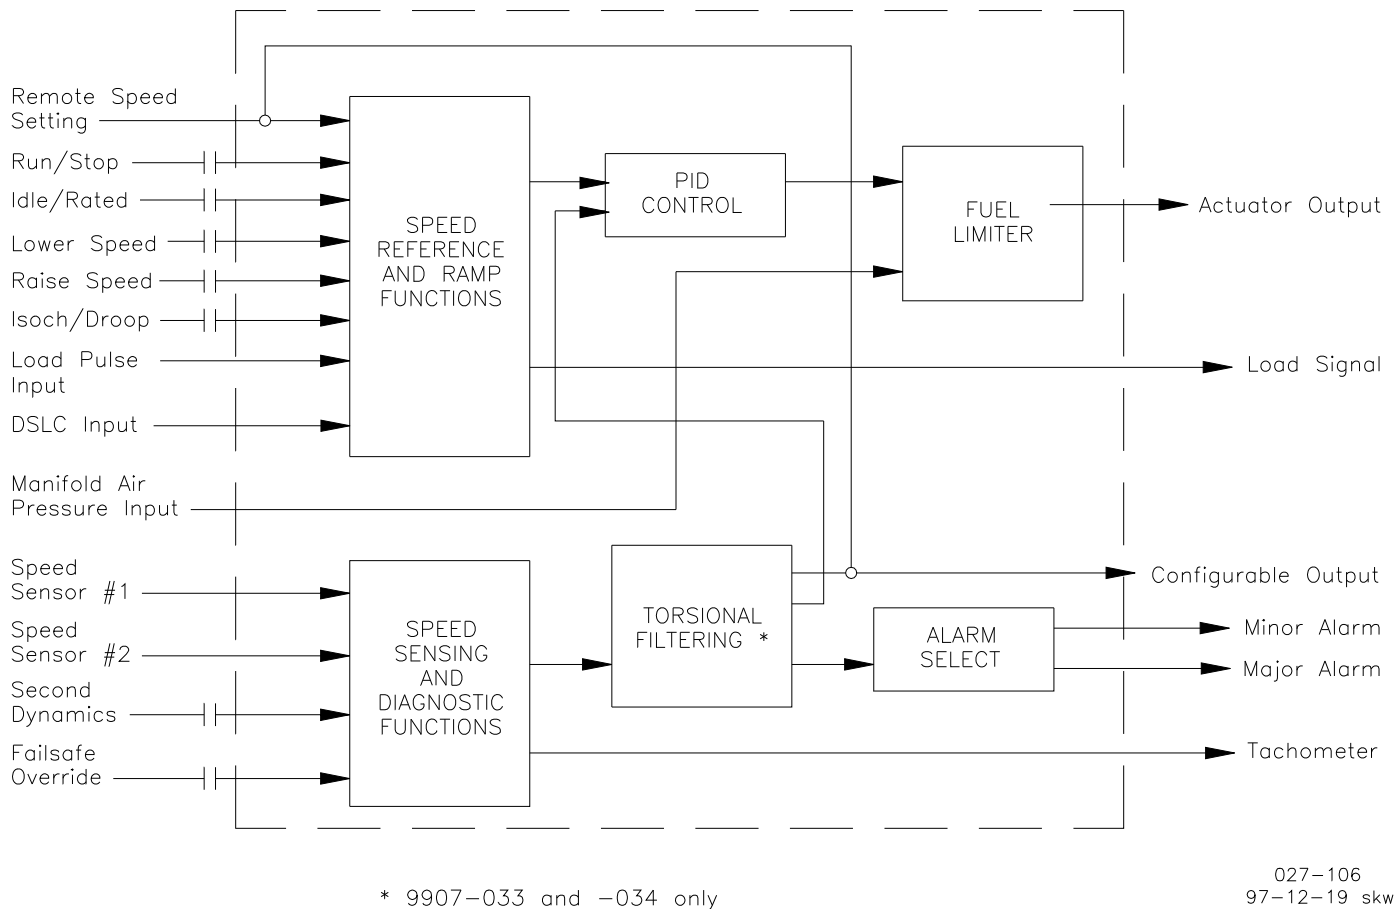 Remote Speed
Setting
Run/Stop
Idle/Rated
Lower Speed
Raise Speed
Isoch/Droop
Load Pulse
Input
DSLC Input
Manifold Air
Pressure Input
Speed
Sensor #1
Speed
Sensor #2
Second
Dynamics
Failsafe
Override
SPEED
REFERENCE
AND RAMP
FUNCTIONS
SPEED
SENSING
AND
DIAGNOSTIC
FUNCTIONS
PID
CONTROL
TORSIONAL
FILTERING *
FUEL
LIMITER
ALARM
SELECT
Actuator Output
Load Signal
Configurable Output
Minor Alarm
Major Alarm
Tachometer
* 9907-033 and -034 only
027-106
97-12-19 skw